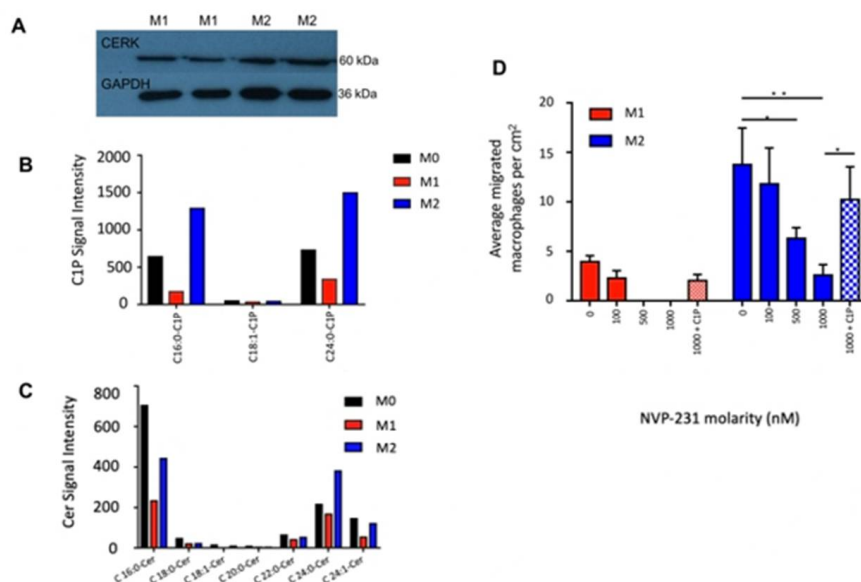 A
M1 M1 M2 M2
CERK
60 kDa
GAPDH
36 kDa
B
C1P Signal Intensity
2000
1500
1000
500
0
M0
M1
M2
C16:0-C1P
C18:1-C1P
C24:0-C1P
C
Cer Signal Intensity
800
600
400
200
0
M0
M1
M2
C16:0-Cer
C18:0-Cer
C18:1-Cer
C20:0-Cer
C22:0-Cer
C24:0-Cer
C24:1-Cer
D
Average migrated
macrophages per cm2
20
15
10
5
0
M1
M2
* *
*
*
0
100
500
1000
1000 + C1P
0
100
500
1000
1000 + C1P
NVP-231 molarity (nM)